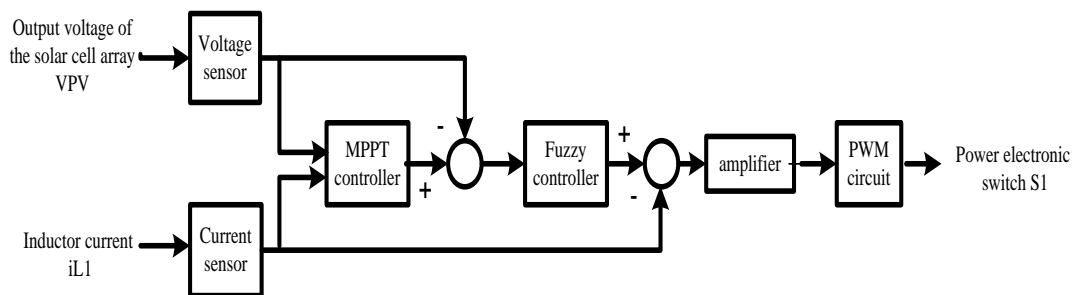 Output voltage of
the solar cell array
VPV
Voltage
sensor
-
MPPT
controller
+
Fuzzy
controller
+
-
amplifier
PWM
circuit
Power electronic
switch S1
Inductor current
iL1
Current
sensor